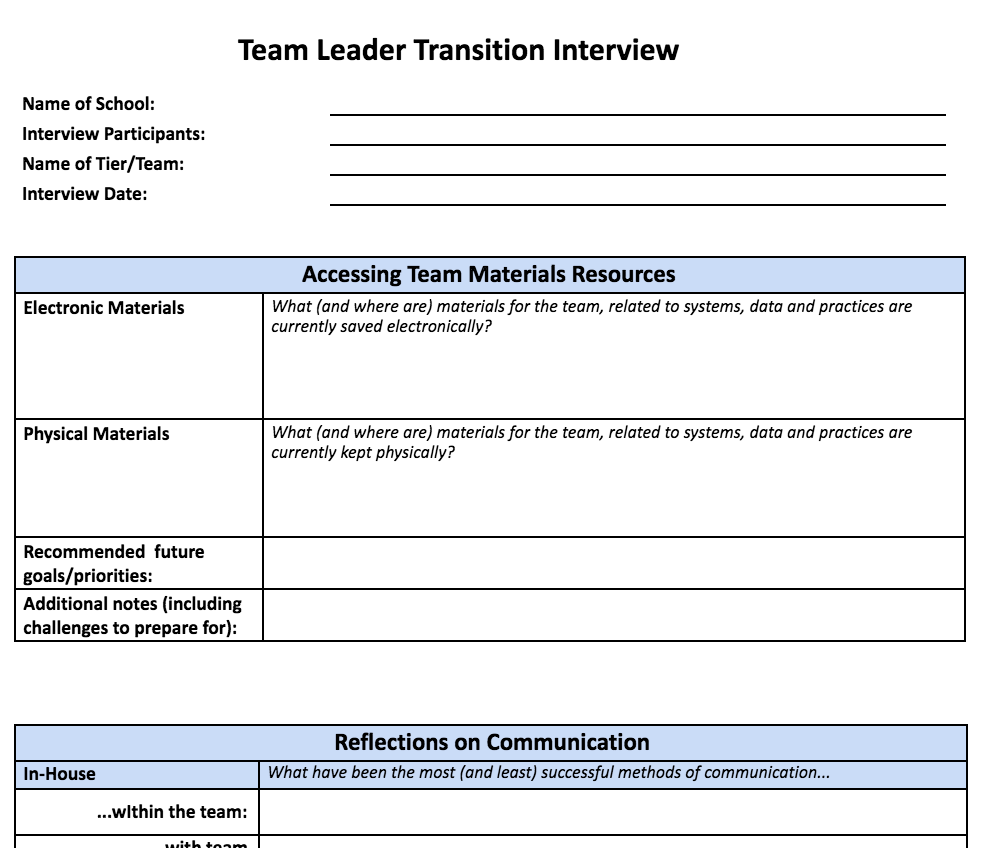 Team Leader Transition Interview
Name of School:
Interview Participants:
Name of Tier/Team:
Interview Date:
Accessing Team Materials Resources
Electronic Materials
What (and where are) materials for the team, related to systems, data and practices are
currently saved electronically?
Physical Materials
What (and where are) materials for the team, related to systems, data and practices are
currently kept physically?
Recommended  future
goals/priorities:
Additional notes (including
challenges to prepare for):
Reflections on Communication
In-House
What have been the most (and least) successful methods of communication...
...wIthin the team:
with team